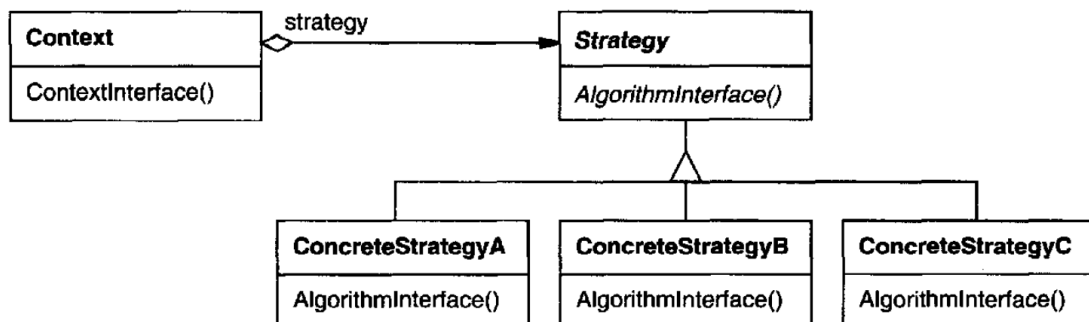 Context
strategy
Strategy
ContextInterface()
AlgorithmInterface()
ConcreteStrategyA
ConcreteStrategyB
ConcreteStrategyC
AlgorithmInterface()
AlgorithmInterface()
AlgorithmInterface()